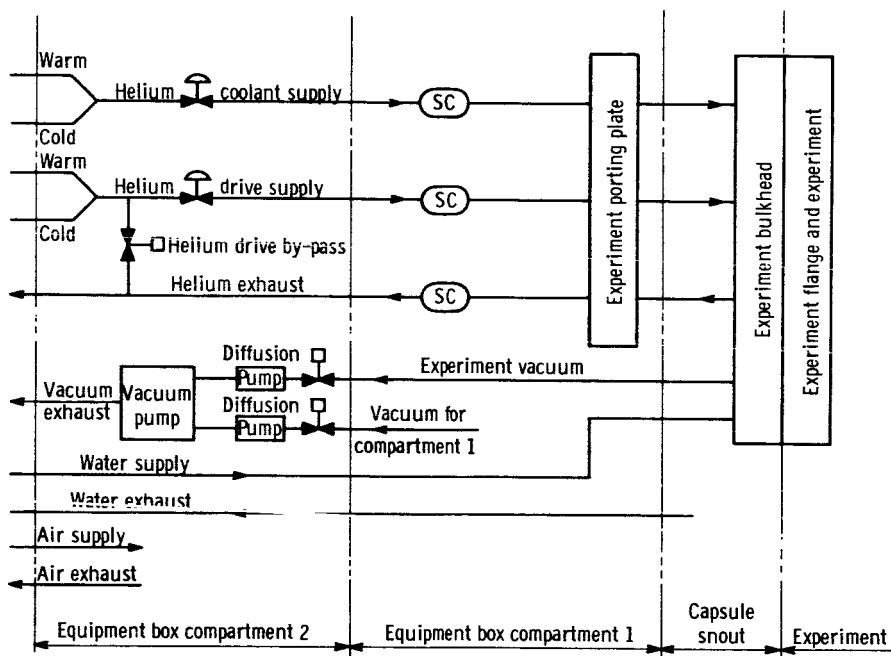 Warm
Helium
coolant supply
SC
Cold
Warm
Helium
drive supply
SC
Cold
Helium drive by-pass
Helium exhaust
SC
Experiment porting plate
Experiment bulkhead
Experiment flange and experiment
Diffusion
Pump
Experiment vacuum
Vacuum
exhaust
Vacuum
pump
Diffusion
Pump
Vacuum for
compartment 1
Water supply
Water exhaust
Air supply
Air exhaust
Equipment box compartment 2
Equipment box compartment 1
Capsule
snout
Experiment